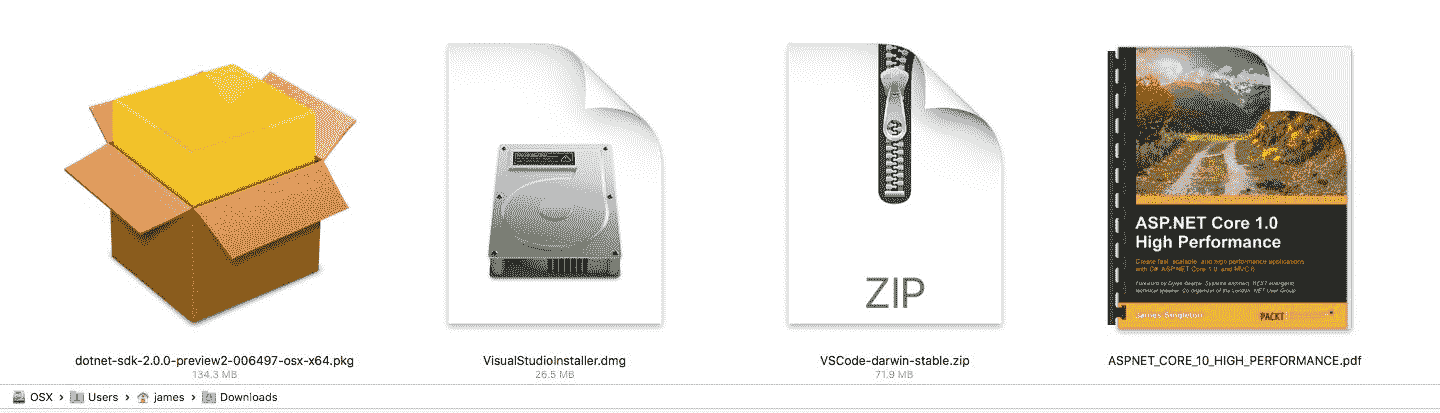 ZIP
ASP.NET Core 1.0
High Performance
Create fast, scalable, and high performance applications
with C#, ASP.NET Core 1.0, and MVC 6
James Singleton
PACKT
dotnet-sdk-2.0.0-preview2-006497-osx-x64.pkg
134.3 MB
VisualStudioInstaller.dmg
26.5 MB
VSCode-darwin-stable.zip
71.9 MB
ASPNET_CORE_10_HIGH_PERFORMANCE.pdf
OSX › Users › james › Downloads